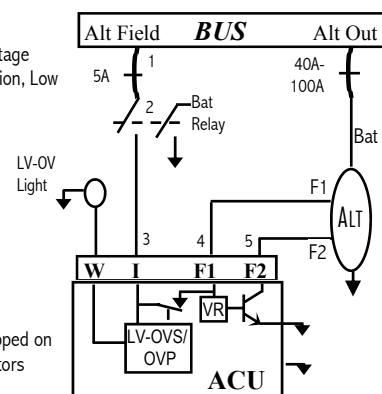 Alt Field BUS Alt Out
tage
ion, Low
5A
1
40A-
100A
2
Bat
Relay
Bat
LV-OV
Light
F1
ALT
F2
3
4
5
W I F1 F2
VR
LV-OVS/
OVP
ped on
tors
ACU